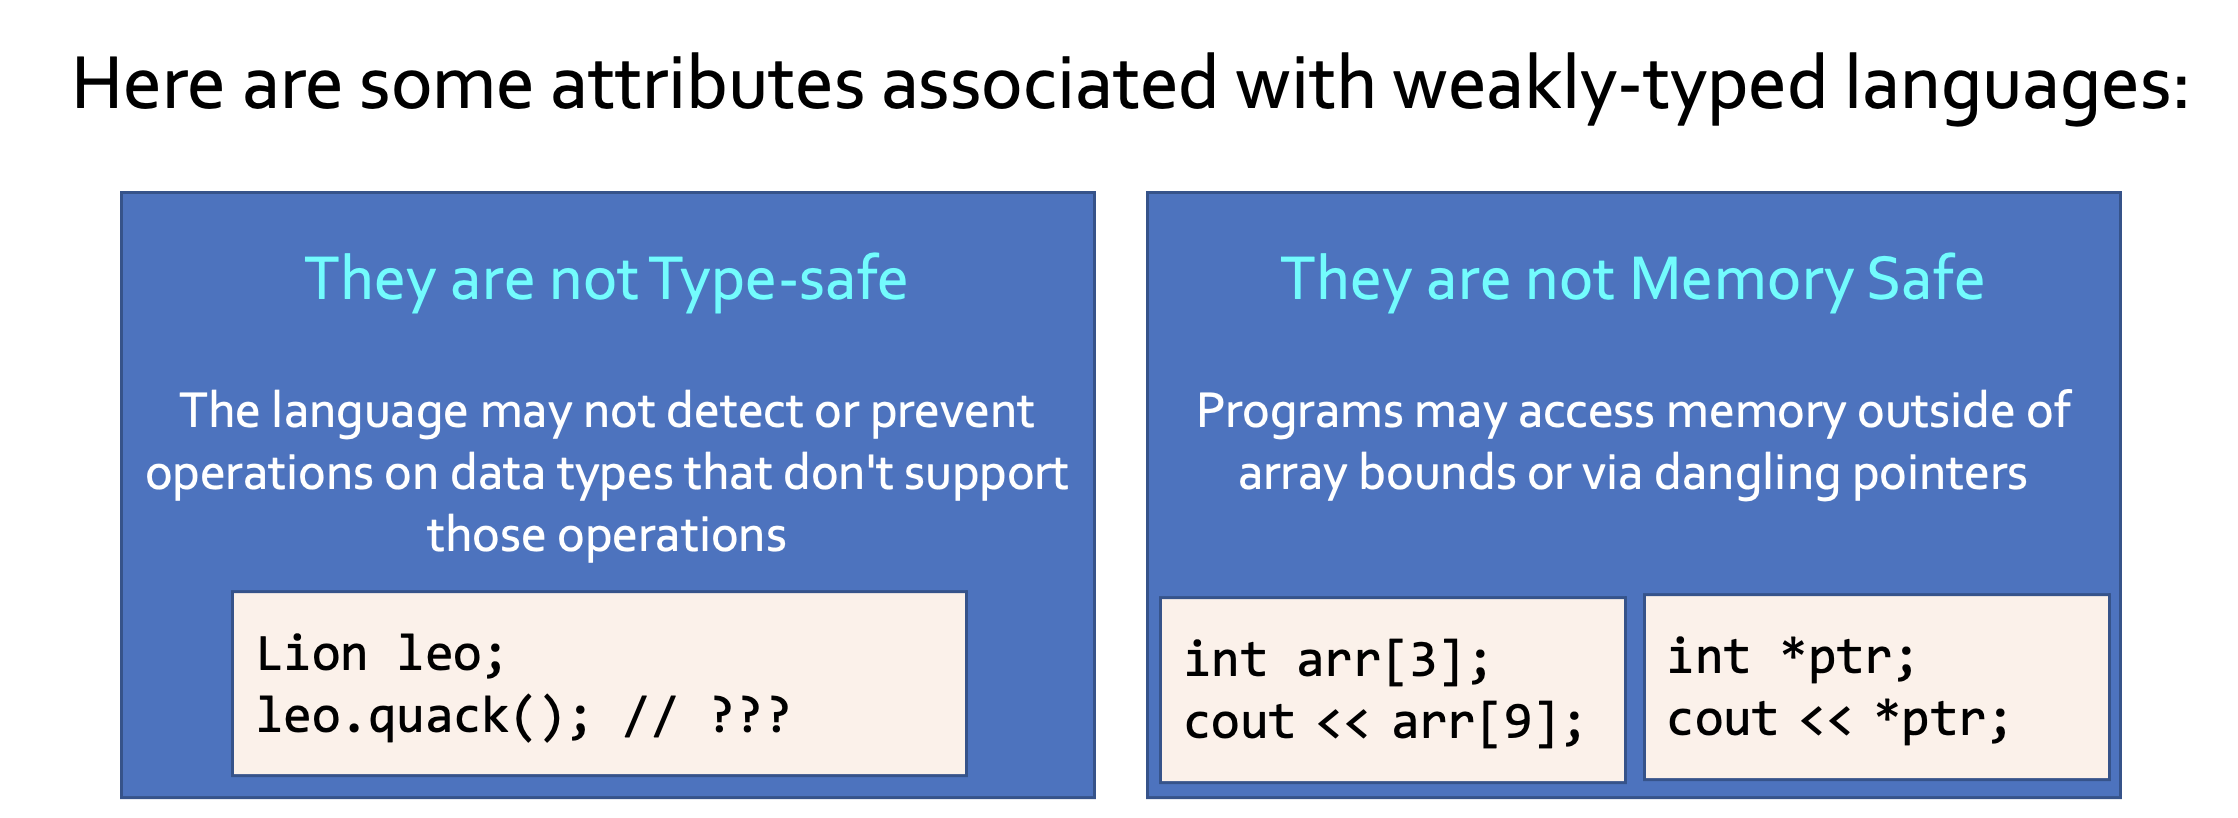 Here are some attributes associated with weakly-typed languages:
They are not Type-safe
The language may not detect or prevent
operations on data types that don't support
those operations
Lion leo;
leo.quack(); // ???
They are not Memory Safe
Programs may access memory outside of
array bounds or via dangling pointers
int arr[3];
cout << arr[9];
int *ptr;
cout << *ptr;